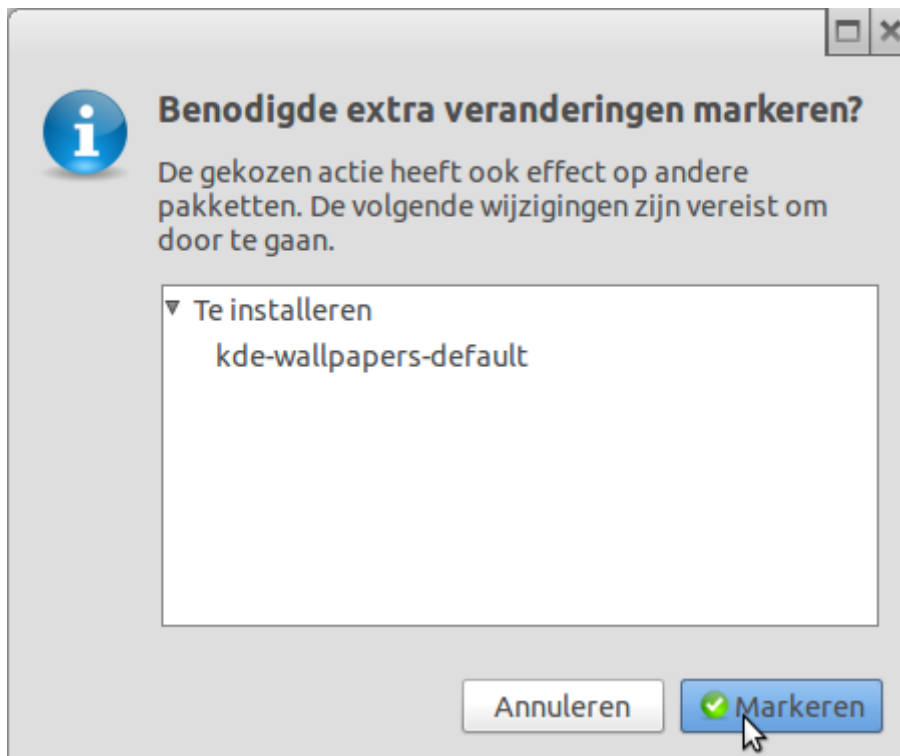 Benodigde extra veranderingen markeren?
De gekozen actie heeft ook effect op andere
pakketten. De volgende wijzigingen zijn vereist om
door te gaan.
Te installeren
kde-wallpapers-default
Annuleren
Markeren